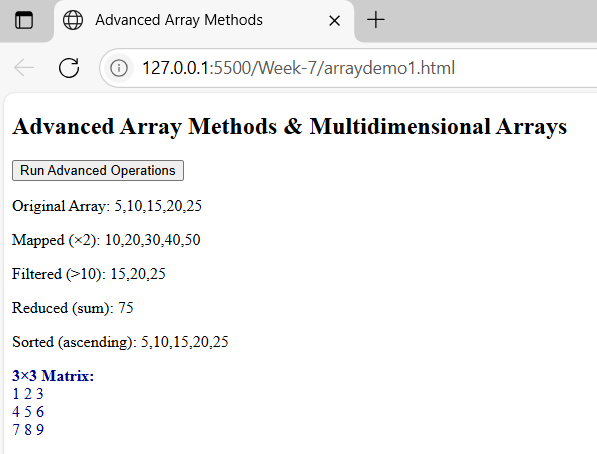 Advanced Array Methods
127.0.0.1:5500/Week-7/arraydemo1.html
Advanced Array Methods & Multidimensional Arrays
Run Advanced Operations
Original Array: 5,10,15,20,25
Mapped (×2): 10,20,30,40,50
Filtered (>10): 15,20,25
Reduced (sum): 75
Sorted (ascending): 5,10,15,20,25
3×3 Matrix:
1 2 3
4 5 6
7 8 9